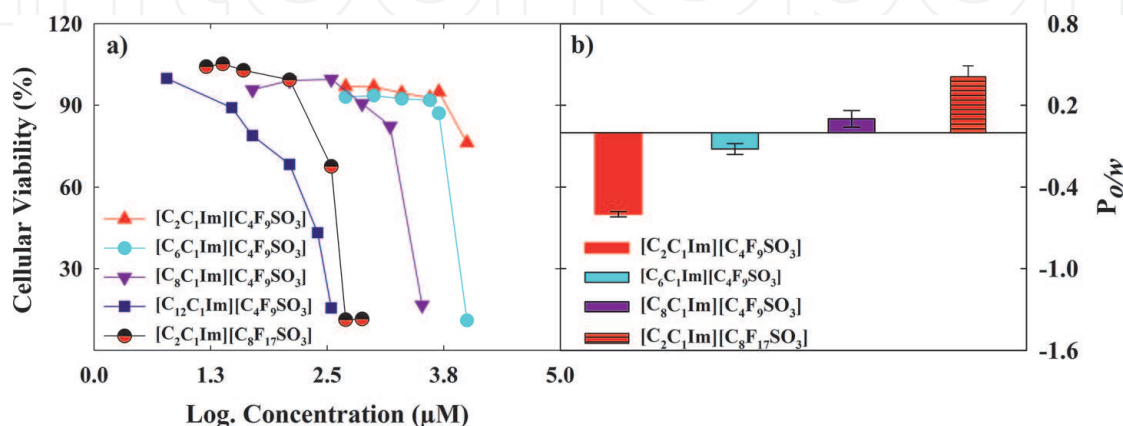 a)
b)
Cellular Viability (%)
120
90
60
30
[C₂C₁Im][C₄F₉SO₃]
[C₆C₁Im][C₄F₉SO₃]
[C₈C₁Im][C₄F₉SO₃]
[C₁₂C₁Im][C₄F₉SO₃]
[C₂C₁Im][C₈F₁₇SO₃]
0.0 1.3 2.5 3.8 5.0
Log. Concentration (μM)
[C₂C₁Im][C₄F₉SO₃]
[C₆C₁Im][C₄F₉SO₃]
[C₈C₁Im][C₄F₉SO₃]
[C₂C₁Im][C₈F₁₇SO₃]
0.8
0.2
-0.4
-1.0
-1.6
P_O/w